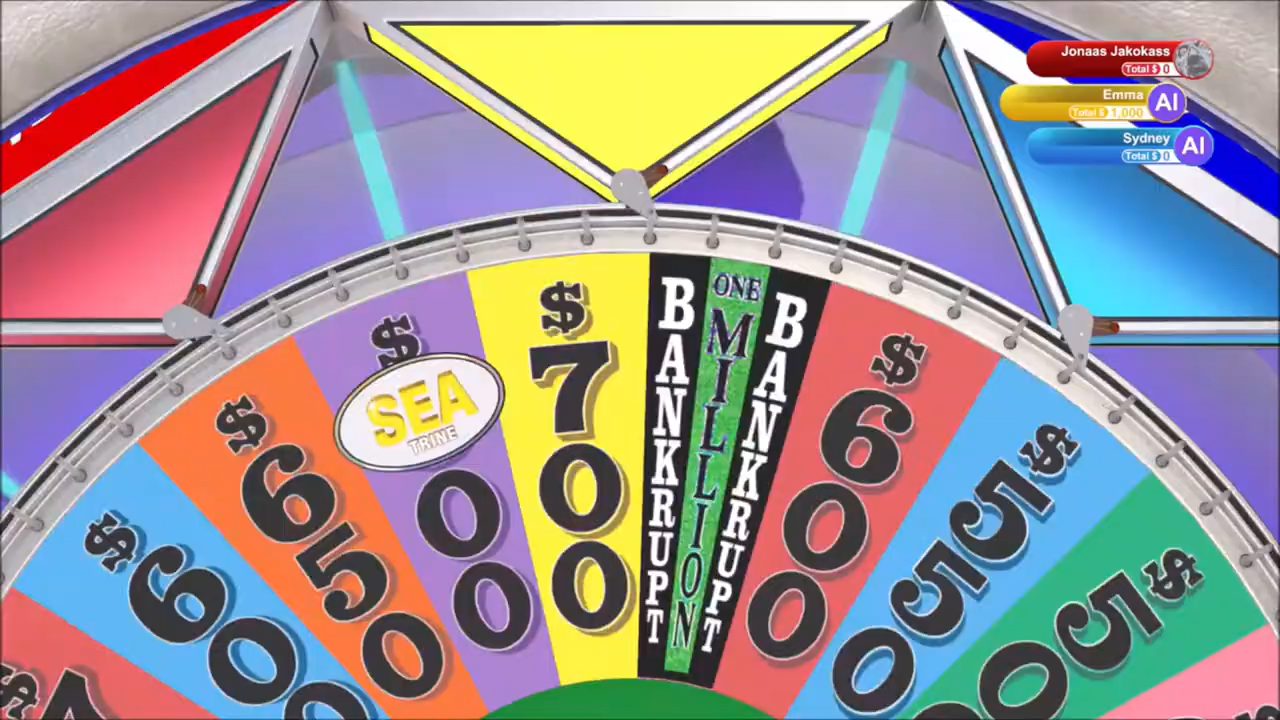 Jonaas Jakokass
Total $ 0
Emma
AI
Total $ 1,000
Sydney
AI
Total $ 0
$600
$650
$
SEA
TRINE
00
$700
BANKRUPT
ONE
MILLION
BANKRUPT
$600
$550
$500